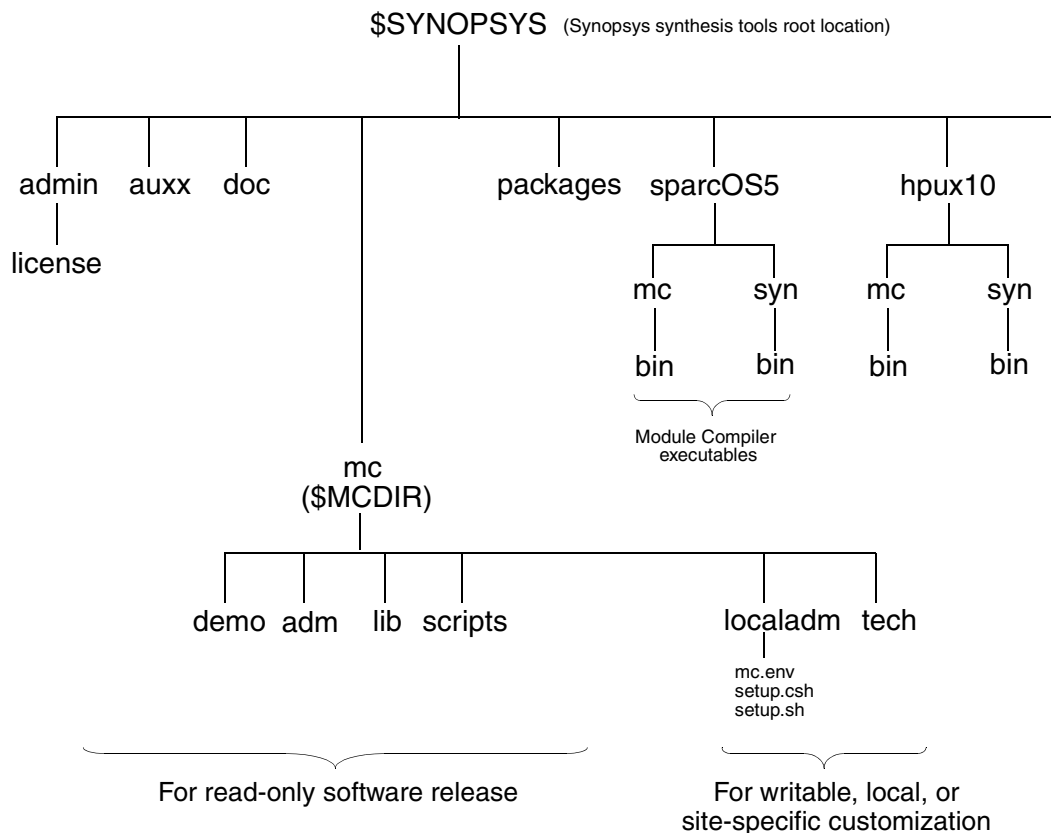 $SYNOPSYS (Synopsys synthesis tools root location)
admin auxx doc packages sparcOS5 hpux10
license
mc syn mc syn
bin bin bin bin
Module Compiler
executables
mc
($MCDIR)
demo adm lib scripts localadm tech
mc.env
setup.csh
setup.sh
For read-only software release
For writable, local, or
site-specific customization